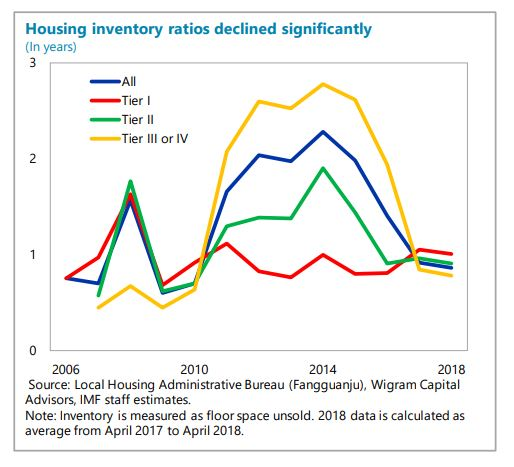 Housing inventory ratios declined significantly
(In years)
3
All
Tier I
Tier II
Tier III or IV
2
1
0
2006 2010 2014 2018
Source: Local Housing Administrative Bureau (Fangguanju), Wigram Capital
Advisors, IMF staff estimates.
Note: Inventory is measured as floor space unsold. 2018 data is calculated as
average from April 2017 to April 2018.